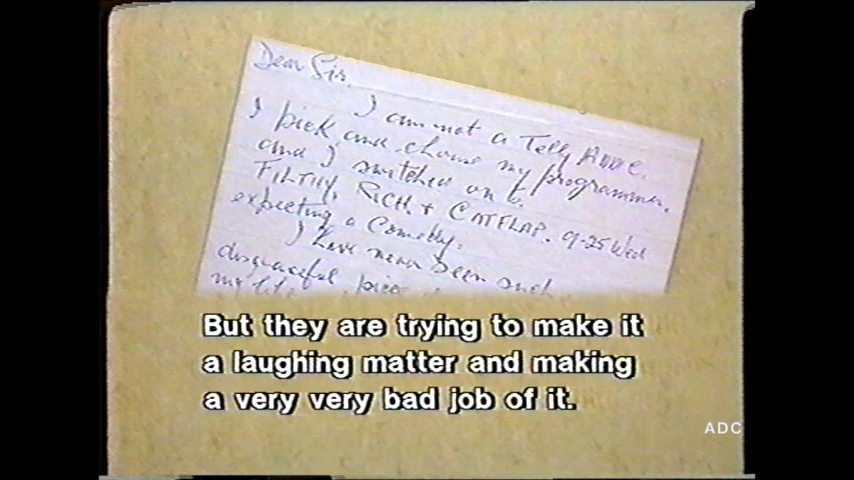 Dear Sir.
I am not a Telly Addic.
I pick and choose my programmes.
and I switched on to
FILTHY, RICH. + CATFLAP. 9-25 Wed
expecting a Comedy.
I have never seen such
disgraceful
But they are trying to make it
a laughing matter and making
a very very bad job of it.
ADC